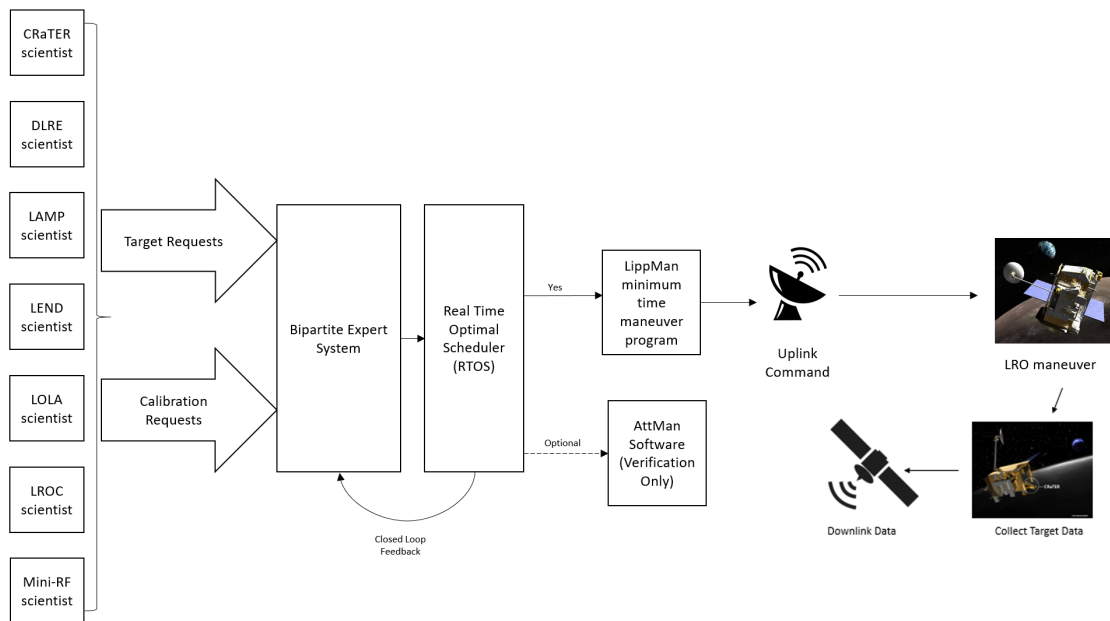 CRaTER
scientist
DLRE
scientist
LAMP
scientist
LEND
scientist
LOLA
scientist
LROC
scientist
Mini-RF
scientist
Target Requests
Calibration
Requests
Bipartite Expert
System
Real Time
Optimal
Scheduler
(RTOS)
Closed Loop
Feedback
Yes
Optional
LippMan
minimum
time
maneuver
program
AttMan
Software
(Verification
Only)
Uplink
Command
LRO maneuver
CRaTER
Collect Target Data
Downlink Data